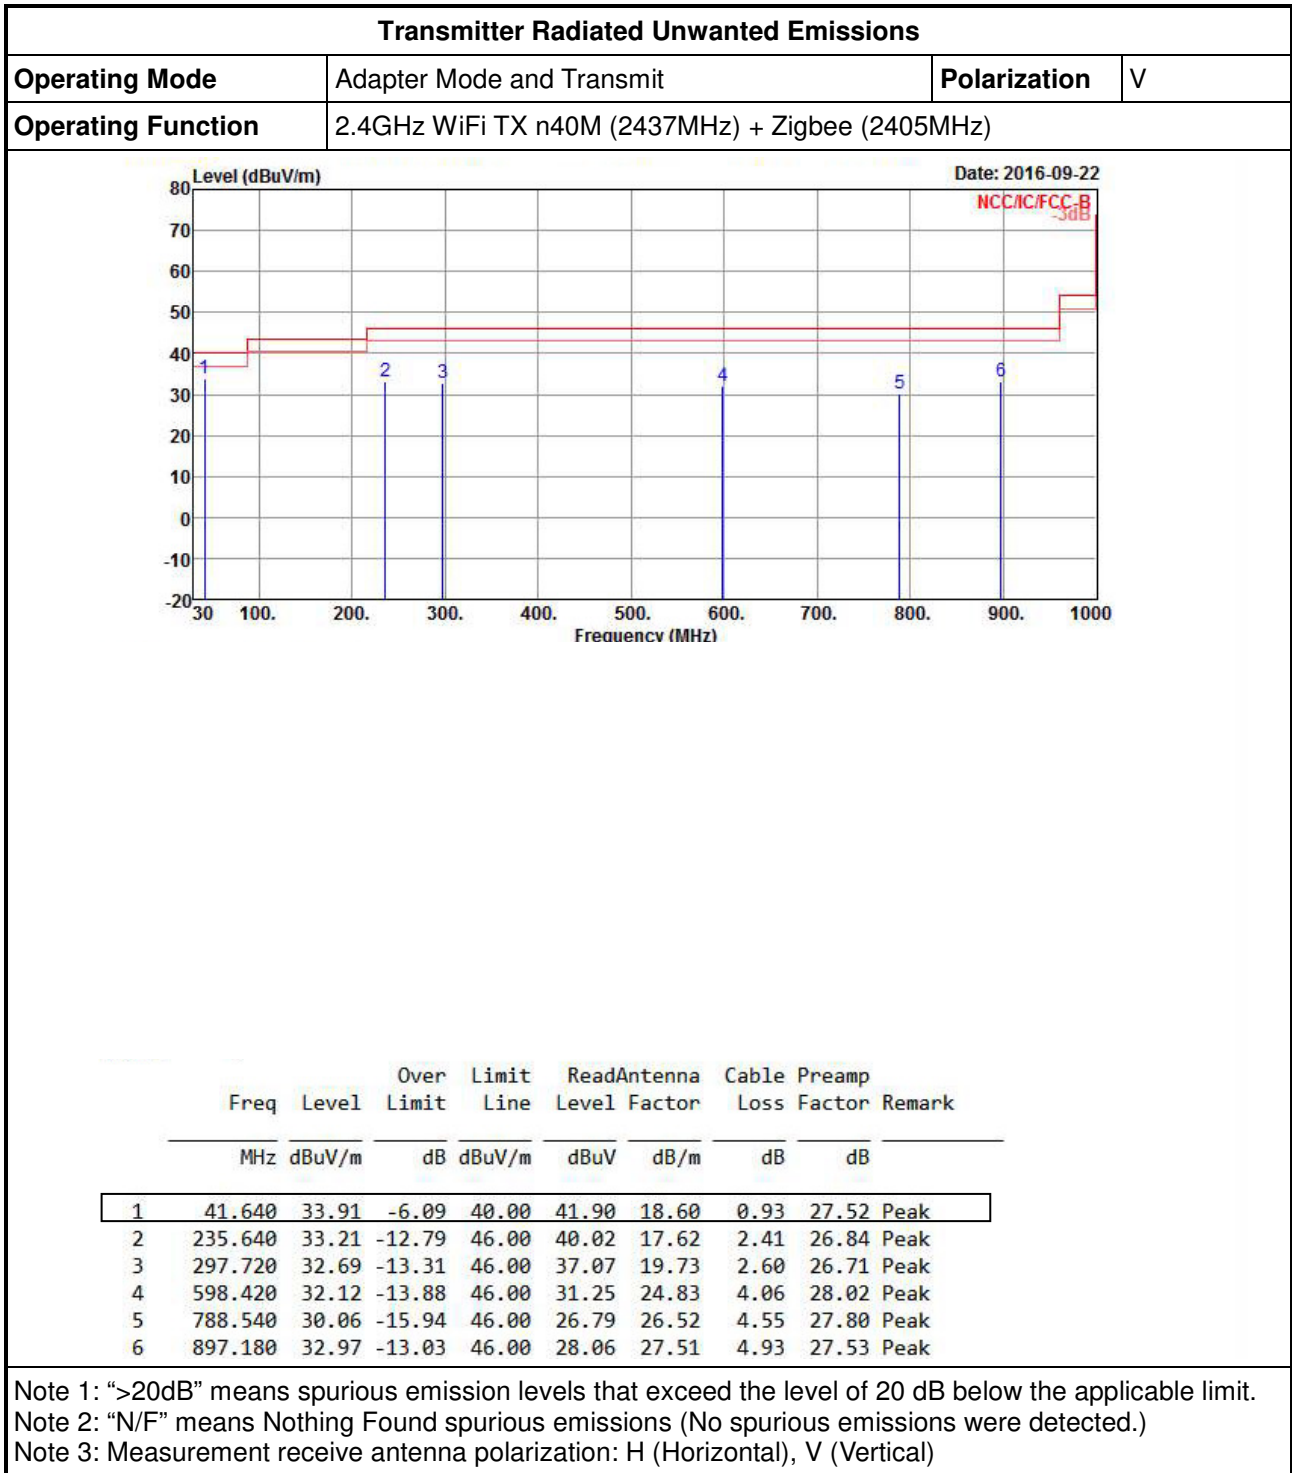 Transmitter Radiated Unwanted Emissions
Operating Mode Adapter Mode and Transmit Polarization V
Operating Function 2.4GHz WiFi TX n40M (2437MHz) + Zigbee (2405MHz)
Level (dBuV/m) Date: 2016-09-22
80
NCC/IC/FCC-B
-3dB
70
60
50
40
1 2 3 4 5 6
30
20
10
0
-10
-20
30 100. 200. 300. 400. 500. 600. 700. 800. 900. 1000
Frequency (MHz)
Over Limit ReadAntenna Cable Preamp
Freq Level Limit Line Level Factor Loss Factor Remark
MHz dBuV/m dB dBuV/m dBuV dB/m dB dB
1 41.640 33.91 -6.09 40.00 41.90 18.60 0.93 27.52 Peak
2 235.640 33.21 -12.79 46.00 40.02 17.62 2.41 26.84 Peak
3 297.720 32.69 -13.31 46.00 37.07 19.73 2.60 26.71 Peak
4 598.420 32.12 -13.88 46.00 31.25 24.83 4.06 28.02 Peak
5 788.540 30.06 -15.94 46.00 26.79 26.52 4.55 27.80 Peak
6 897.180 32.97 -13.03 46.00 28.06 27.51 4.93 27.53 Peak
Note 1: “>20dB” means spurious emission levels that exceed the level of 20 dB below the applicable limit.
Note 2: “N/F” means Nothing Found spurious emissions (No spurious emissions were detected.)
Note 3: Measurement receive antenna polarization: H (Horizontal), V (Vertical)